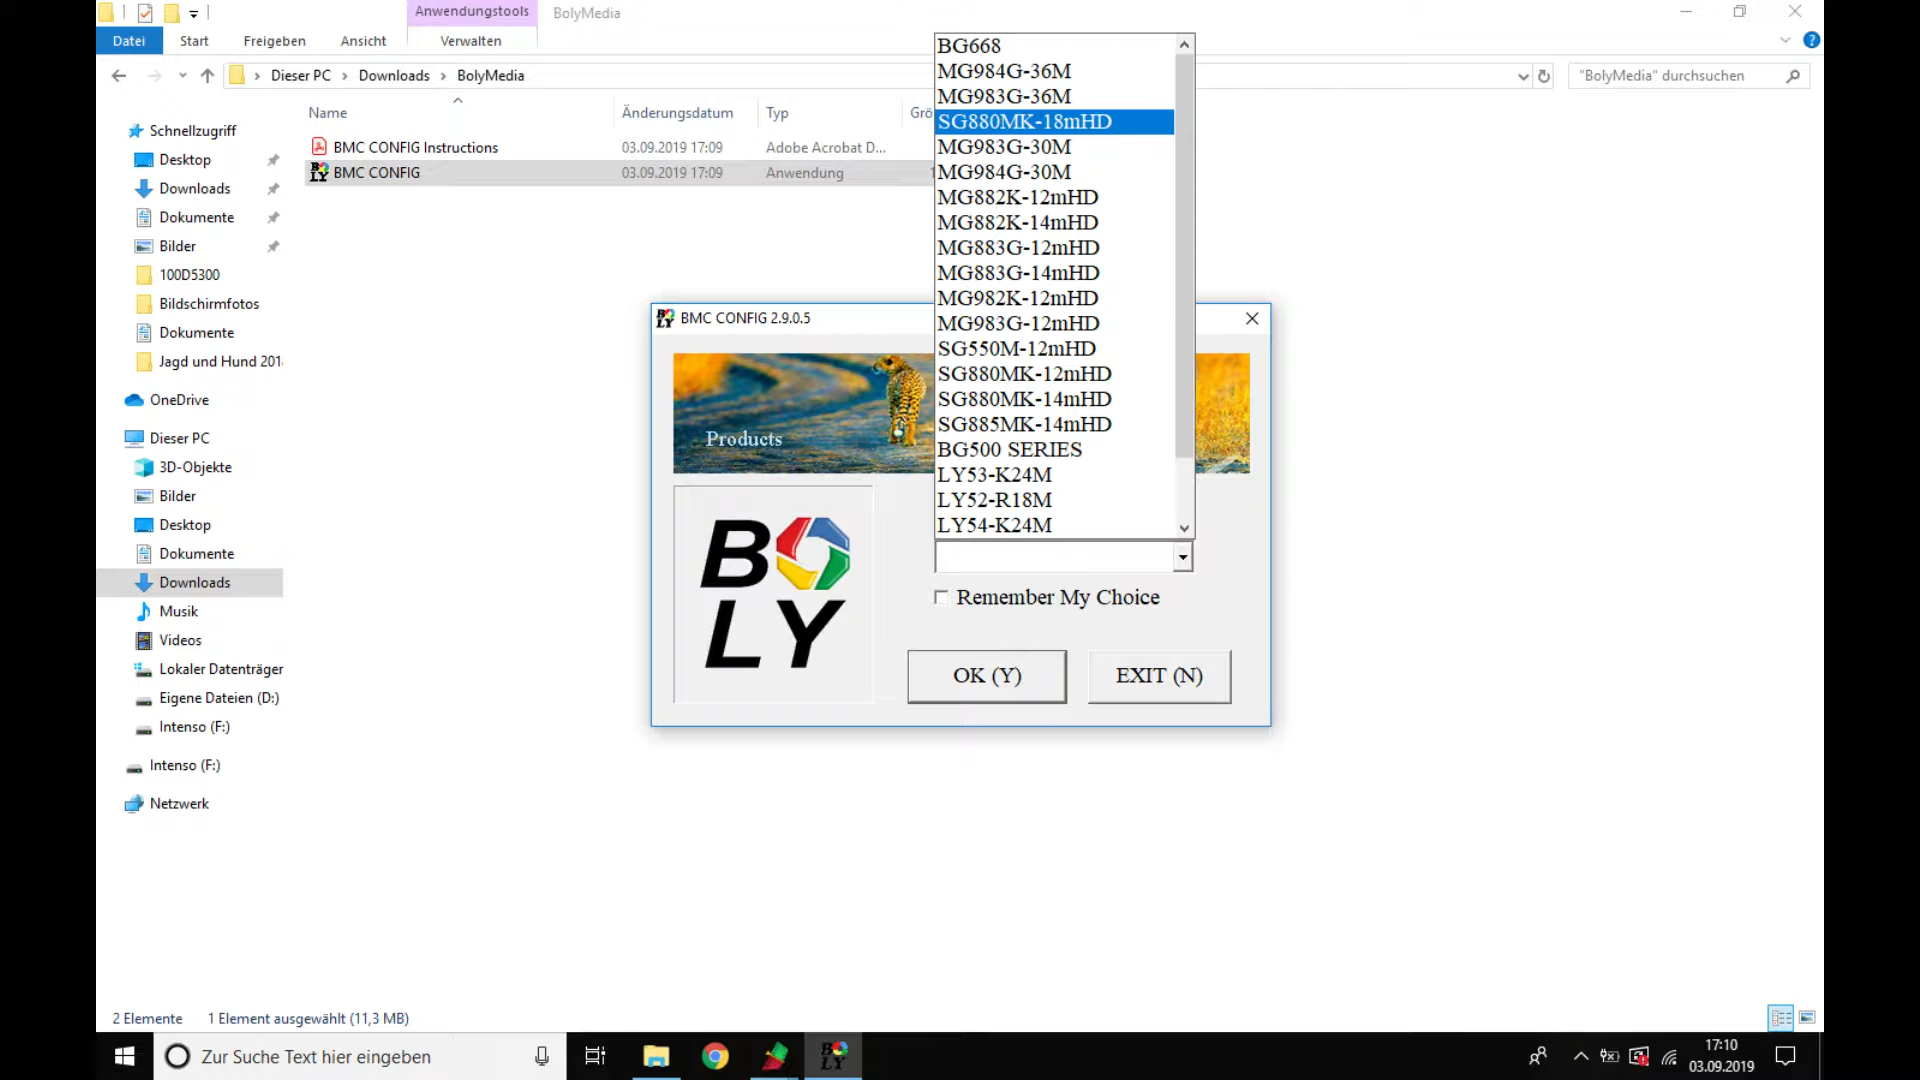 Anwendungstools
BolyMedia
Datei
Start
Freigeben
Ansicht
Verwalten
Dieser PC
Downloads
BolyMedia
"BolyMedia" durchsuchen
Name
Änderungsdatum
Typ
Grö
BMC CONFIG Instructions
03.09.2019 17:09
Adobe Acrobat D...
BMC CONFIG
03.09.2019 17:09
Anwendung
Schnellzugriff
Desktop
Downloads
Dokumente
Bilder
100D5300
Bildschirmfotos
Dokumente
Jagd und Hund 201
OneDrive
Dieser PC
3D-Objekte
Bilder
Desktop
Dokumente
Downloads
Musik
Videos
Lokaler Datenträger
Eigene Dateien (D:)
Intenso (F:)
Intenso (F:)
Netzwerk
BG668
MG984G-36M
MG983G-36M
SG880MK-18mHD
MG983G-30M
MG984G-30M
MG882K-12mHD
MG882K-14mHD
MG883G-12mHD
MG883G-14mHD
MG982K-12mHD
MG983G-12mHD
SG550M-12mHD
SG880MK-12mHD
SG880MK-14mHD
SG885MK-14mHD
BG500 SERIES
LY53-K24M
LY52-R18M
LY54-K24M
BMC CONFIG 2.9.0.5
Products
BOLY
Remember My Choice
OK (Y)
EXIT (N)
2 Elemente
1 Element ausgewählt (11,3 MB)
Zur Suche Text hier eingeben
17:10
03.09.2019